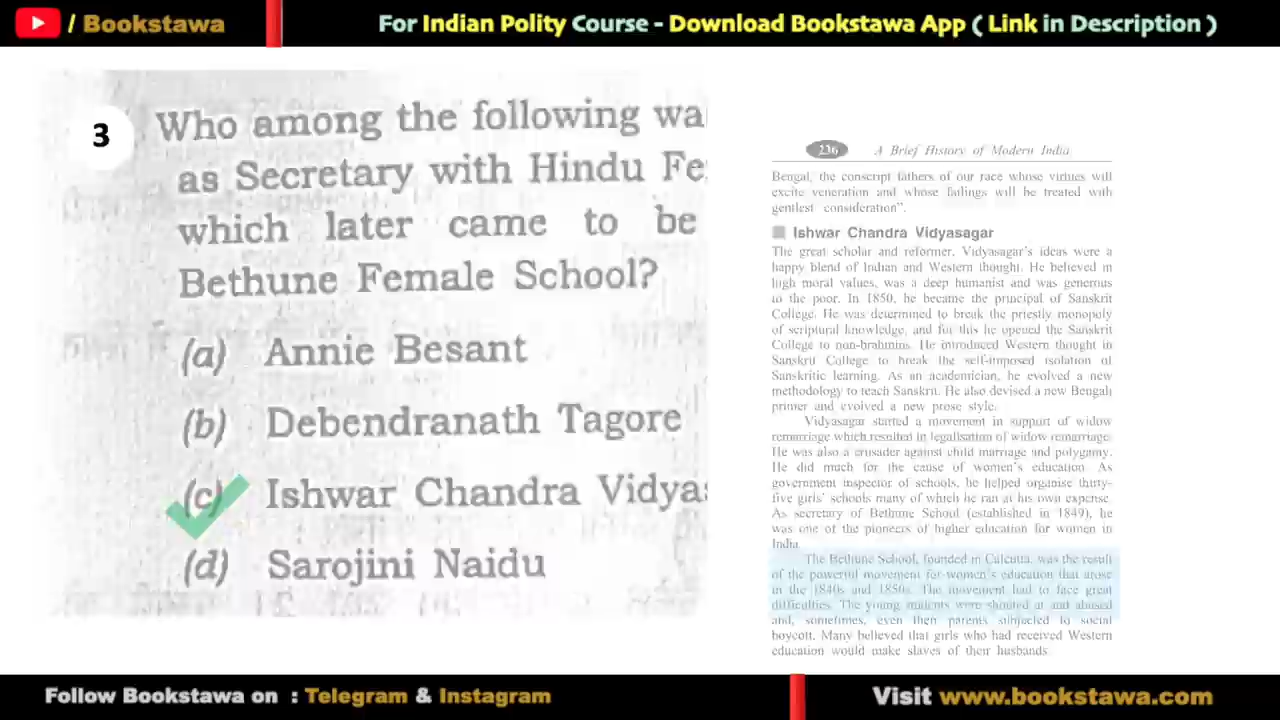 / Bookstawa
For Indian Polity Course - Download Bookstawa App ( Link in Description )
3
Who among the following wa
as Secretary with Hindu Fe
which later came to be
Bethune Female School?
(a) Annie Besant
(b) Debendranath Tagore
(c) Ishwar Chandra Vidyas
(d) Sarojini Naidu
236 A Brief History of Modern India
Bengal, the conscript fathers of our race whose virtues will
excite veneration and whose failings will be treated with
gentlest consideration”.
Ishwar Chandra Vidyasagar
The great scholar and reformer, Vidyasagar’s ideas were a
happy blend of Indian and Western thought. He believed in
high moral values, was a deep humanist and was generous
to the poor. In 1850, he became the principal of Sanskrit
College. He was determined to break the priestly monopoly
of scriptural knowledge, and for this he opened the Sanskrit
College to non-brahmins. He introduced Western thought in
Sanskrit College to break the self-imposed isolation of
Sanskritic learning. As an academician, he evolved a new
methodology to teach Sanskrit. He also devised a new Bengali
primer and evolved a new prose style.
Vidyasagar started a movement in support of widow
remarriage which resulted in legalisation of widow remarriage.
He was also a crusader against child marriage and polygamy.
He did much for the cause of women’s education. As
government inspector of schools, he helped organise thirty-
five girls’ schools many of which he ran at his own expense.
As secretary of Bethune School (established in 1849), he
was one of the pioneers of higher education for women in
India.
The Bethune School, founded in Calcutta, was the result
of the powerful movement for women’s education that arose
in the 1840s and 1850s. The movement had to face great
difficulties. The young students were shouted at and abused
and, sometimes, even their parents subjected to social
boycott. Many believed that girls who had received Western
education would make slaves of their husbands.
Follow Bookstawa on : Telegram & Instagram
Visit www.bookstawa.com